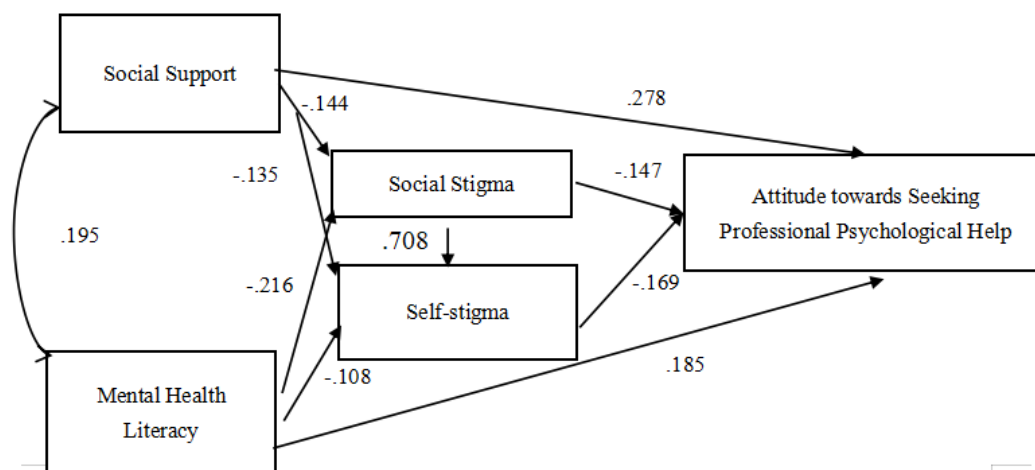 Social Support
-.144
.278
-.135
Social Stigma
-.147
Attitude towards Seeking
Professional Psychological Help
.195
.708
-.216
Self-stigma
-.169
-.108
.185
Mental Health
Literacy